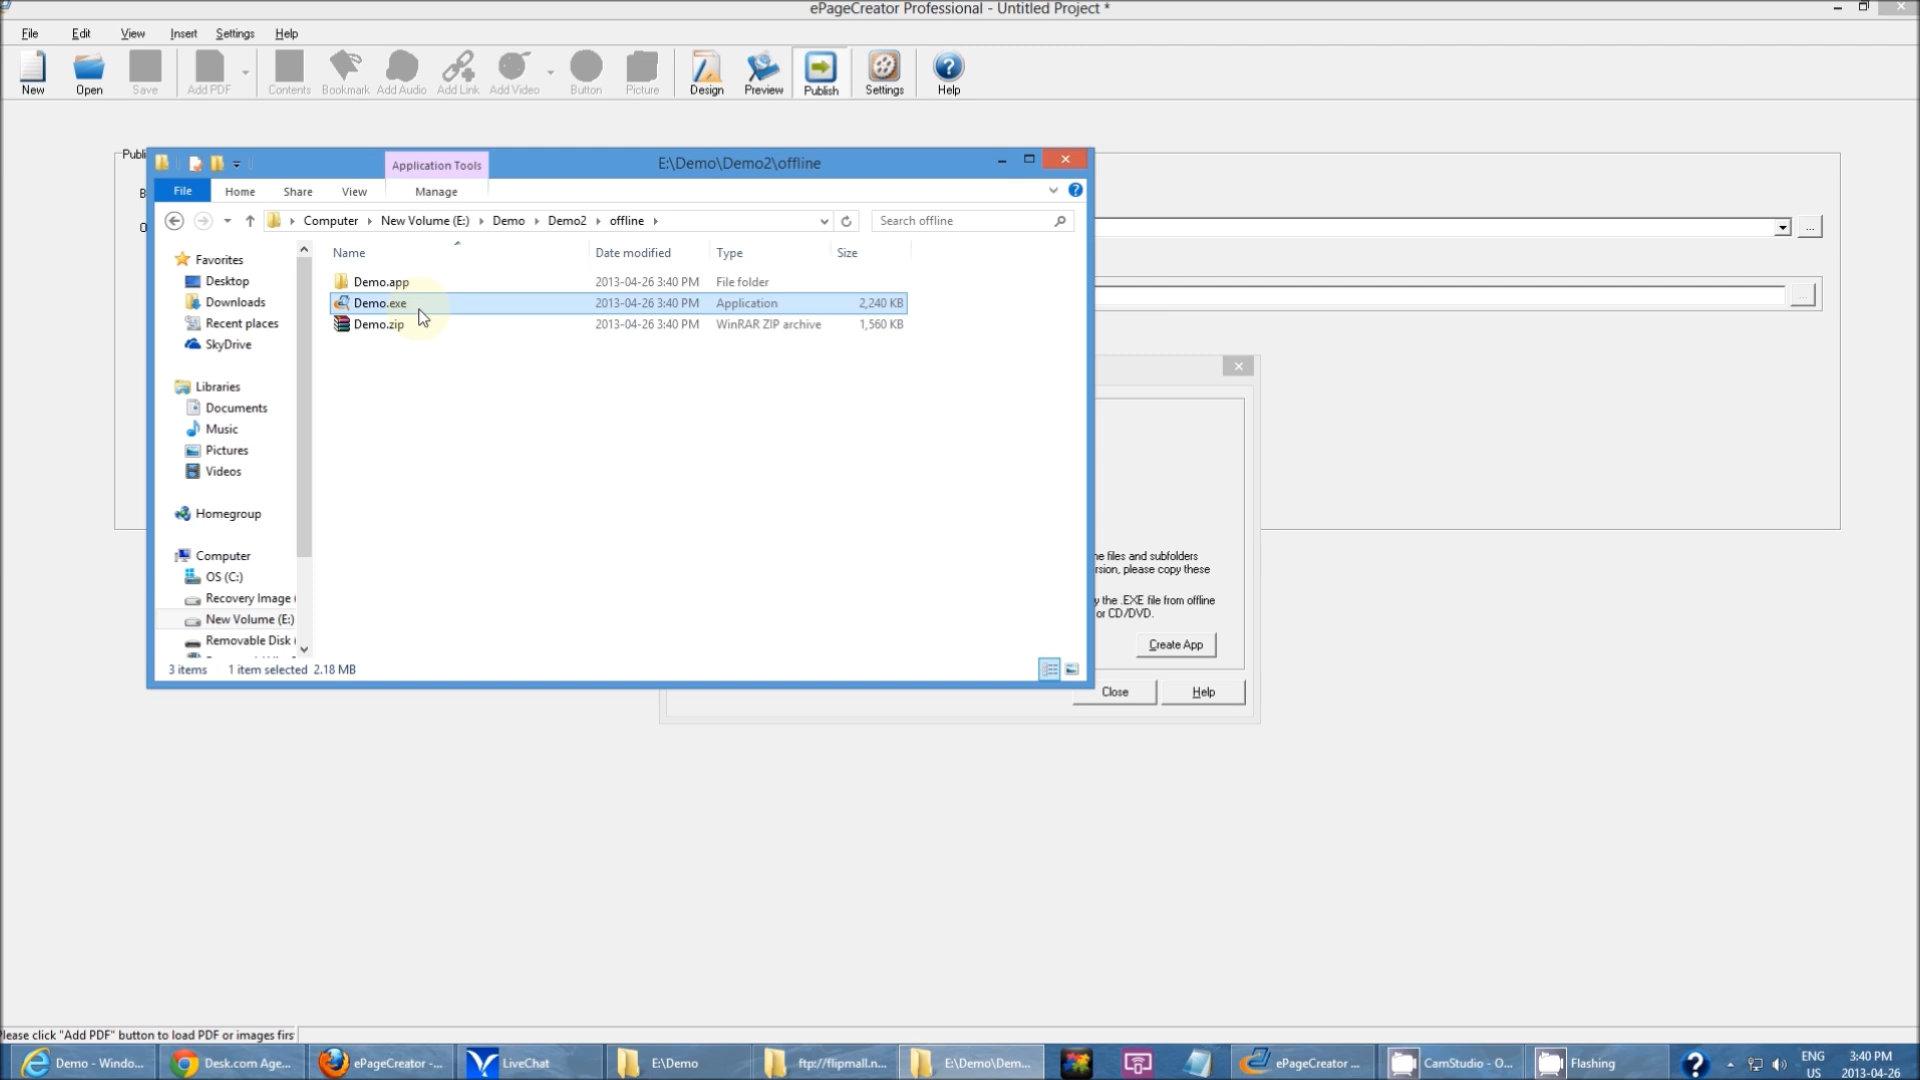 ePageCreator Professional - Untitled Project *
File Edit View Insert Settings Help
New Open Save Add PDF Contents Bookmark Add Audio Add Link Add Video Button Picture Design Preview Publish Settings Help
Application Tools E:\Demo\Demo2\offline
File Home Share View Manage
Computer New Volume (E:) Demo Demo2 offline Search offline
Name Date modified Type Size
Favorites
Desktop
Downloads
Recent places
SkyDrive
Libraries
Documents
Music
Pictures
Videos
Homegroup
Computer
OS (C:)
Recovery Image
New Volume (E:)
Removable Disk
Demo.app 2013-04-26 3:40 PM File folder
Demo.exe 2013-04-26 3:40 PM Application 2,240 KB
Demo.zip 2013-04-26 3:40 PM WinRAR ZIP archive 1,560 KB
3 items 1 item selected 2.18 MB
...
...
files and subfolders
please copy these
the .EXE file from offline
or CD/DVD.
Create App
Close Help
Please click "Add PDF" button to load PDF or images firs
Demo - Windo... Desk.com Age... ePageCreator -... LiveChat E:\Demo ftp://flipmall.n... E:\Demo\Dem... ePageCreator ... CamStudio - O... Flashing
ENG
US
3:40 PM
2013-04-26